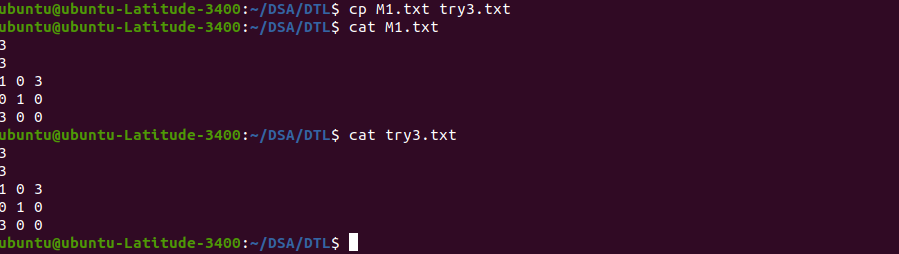 ubuntu@ubuntu-Latitude-3400:~/DSA/DTL$ cp M1.txt try3.txt
ubuntu@ubuntu-Latitude-3400:~/DSA/DTL$ cat M1.txt
3
3
1 0 3
0 1 0
3 0 0
ubuntu@ubuntu-Latitude-3400:~/DSA/DTL$ cat try3.txt
3
3
1 0 3
0 1 0
3 0 0
ubuntu@ubuntu-Latitude-3400:~/DSA/DTL$